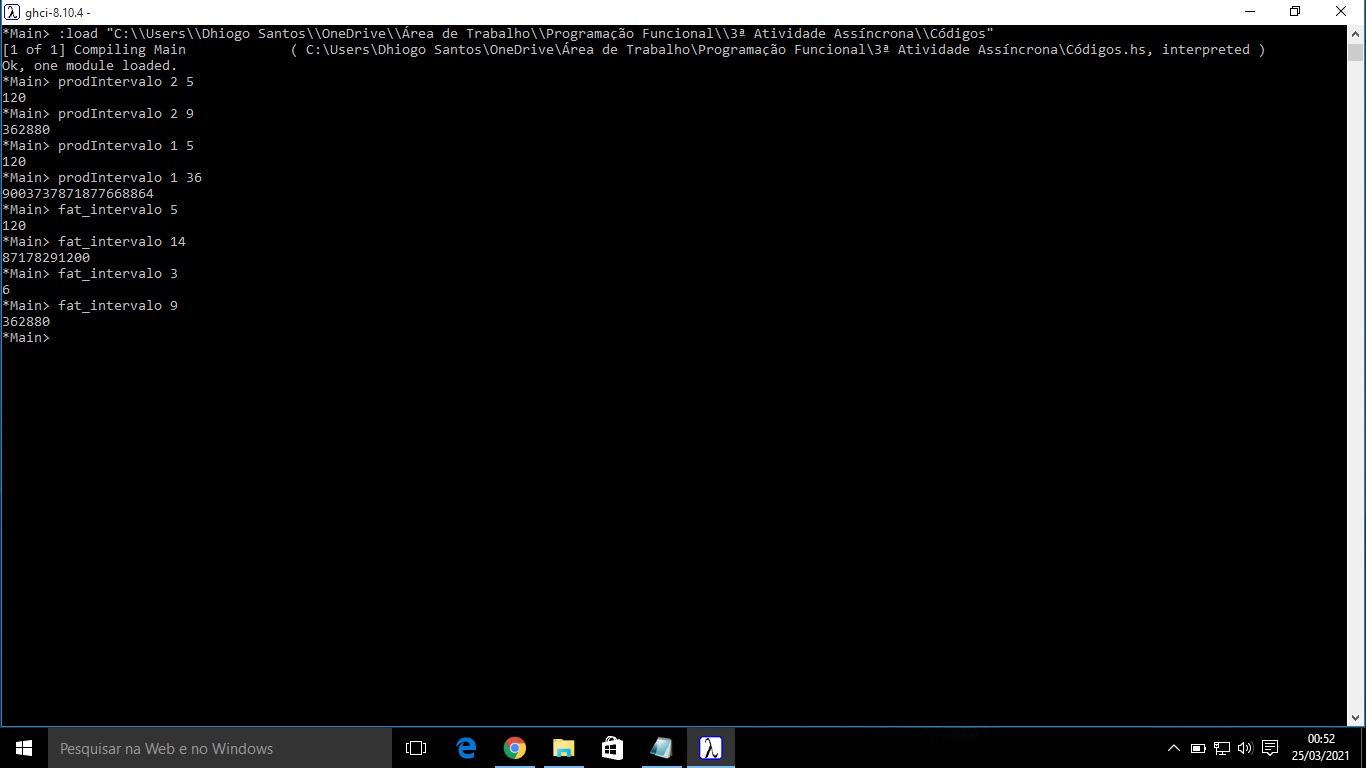 ghci-8.10.4 -
*Main> :load "C:\\Users\\Dhiogo Santos\\OneDrive\\Área de Trabalho\\Programação Funcional\\3ª Atividade Assíncrona\\Códigos"
[1 of 1] Compiling Main             ( C:\Users\Dhiogo Santos\OneDrive\Área de Trabalho\Programação Funcional\3ª Atividade Assíncrona\Códigos.hs, interpreted )
Ok, one module loaded.
*Main> prodIntervalo 2 5
120
*Main> prodIntervalo 2 9
362880
*Main> prodIntervalo 1 5
120
*Main> prodIntervalo 1 36
9003737871877668864
*Main> fat_intervalo 5
120
*Main> fat_intervalo 14
87178291200
*Main> fat_intervalo 3
6
*Main> fat_intervalo 9
362880
*Main>
Pesquisar na Web e no Windows
00:52
25/03/2021